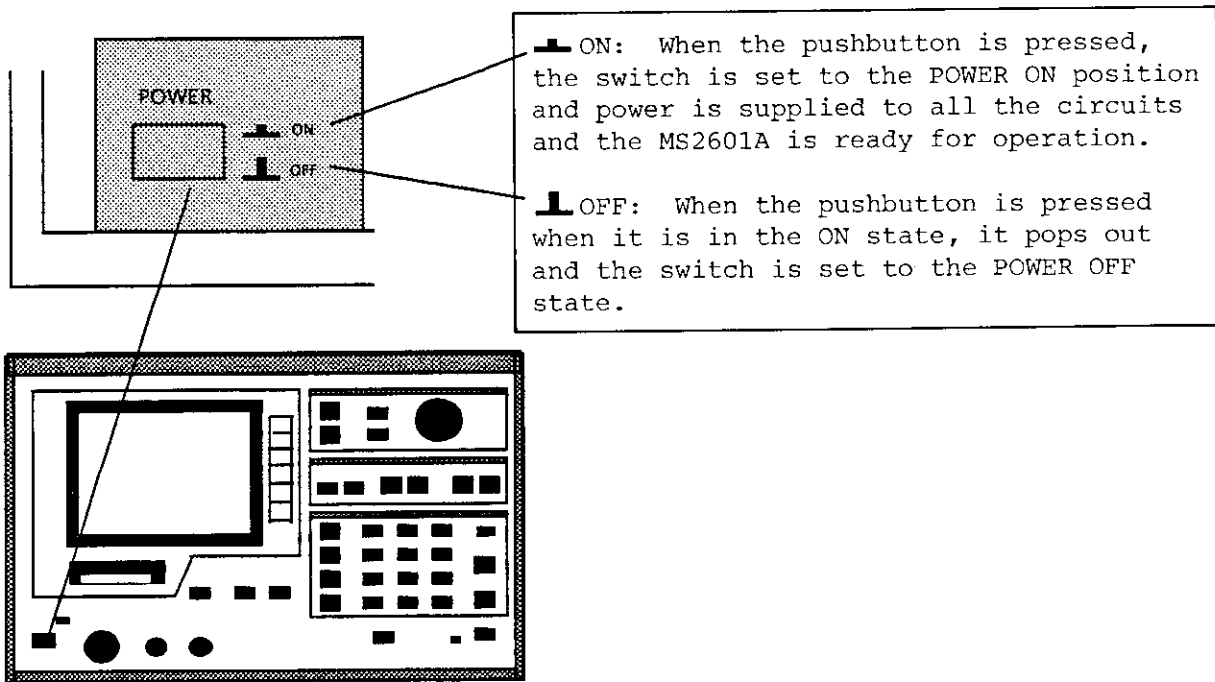 POWER
ON
OFF
ON: When the pushbutton is pressed,
the switch is set to the POWER ON position
and power is supplied to all the circuits
and the MS2601A is ready for operation.
OFF: When the pushbutton is pressed
when it is in the ON state, it pops out
and the switch is set to the POWER OFF
state.